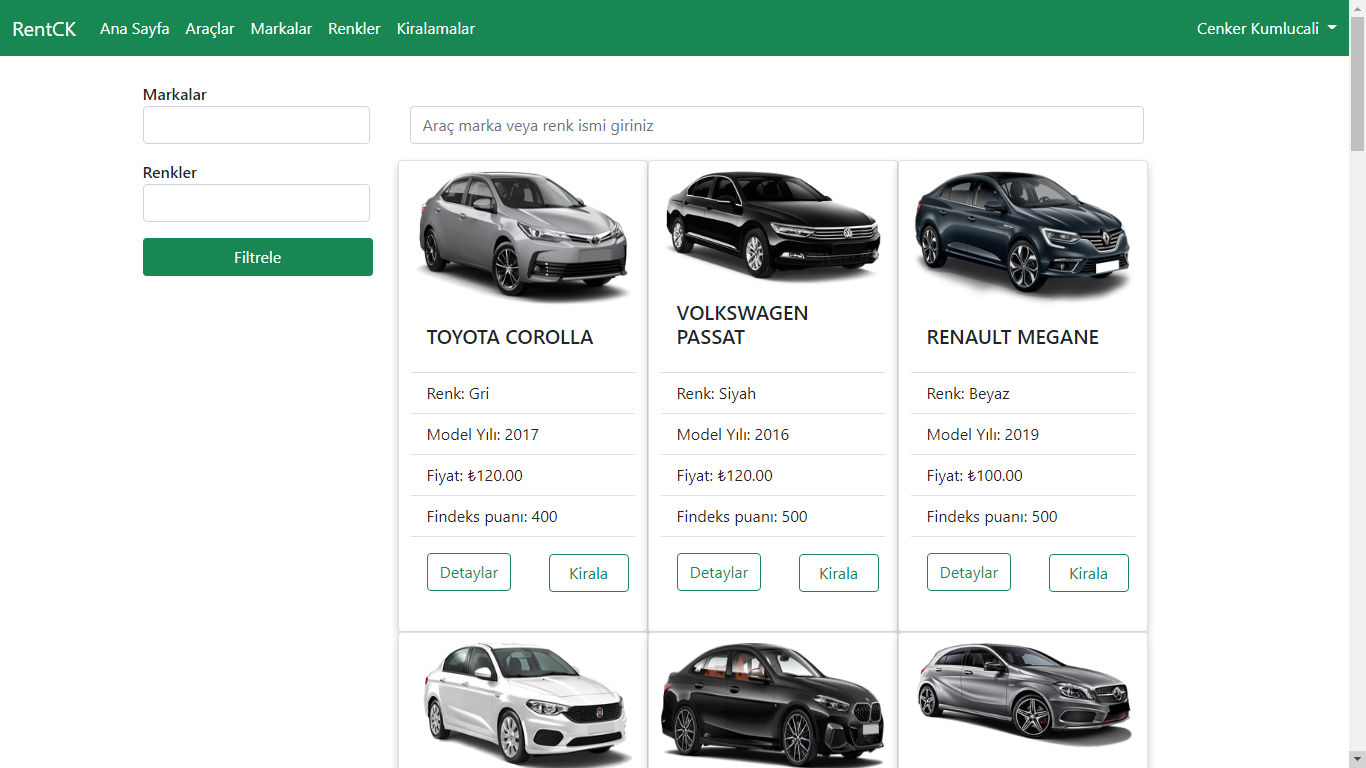 RentCK Ana Sayfa Araçlar Markalar Renkler Kiralamalar Cenker Kumlucali
Markalar
Renkler
Filtrele
Araç marka veya renk ismi giriniz
TOYOTA COROLLA
Renk: Gri
Model Yılı: 2017
Fiyat: ₺120.00
Findeks puanı: 400
Detaylar Kirala
VOLKSWAGEN
PASSAT
Renk: Siyah
Model Yılı: 2016
Fiyat: ₺120.00
Findeks puanı: 500
Detaylar Kirala
RENAULT MEGANE
Renk: Beyaz
Model Yılı: 2019
Fiyat: ₺100.00
Findeks puanı: 500
Detaylar Kirala